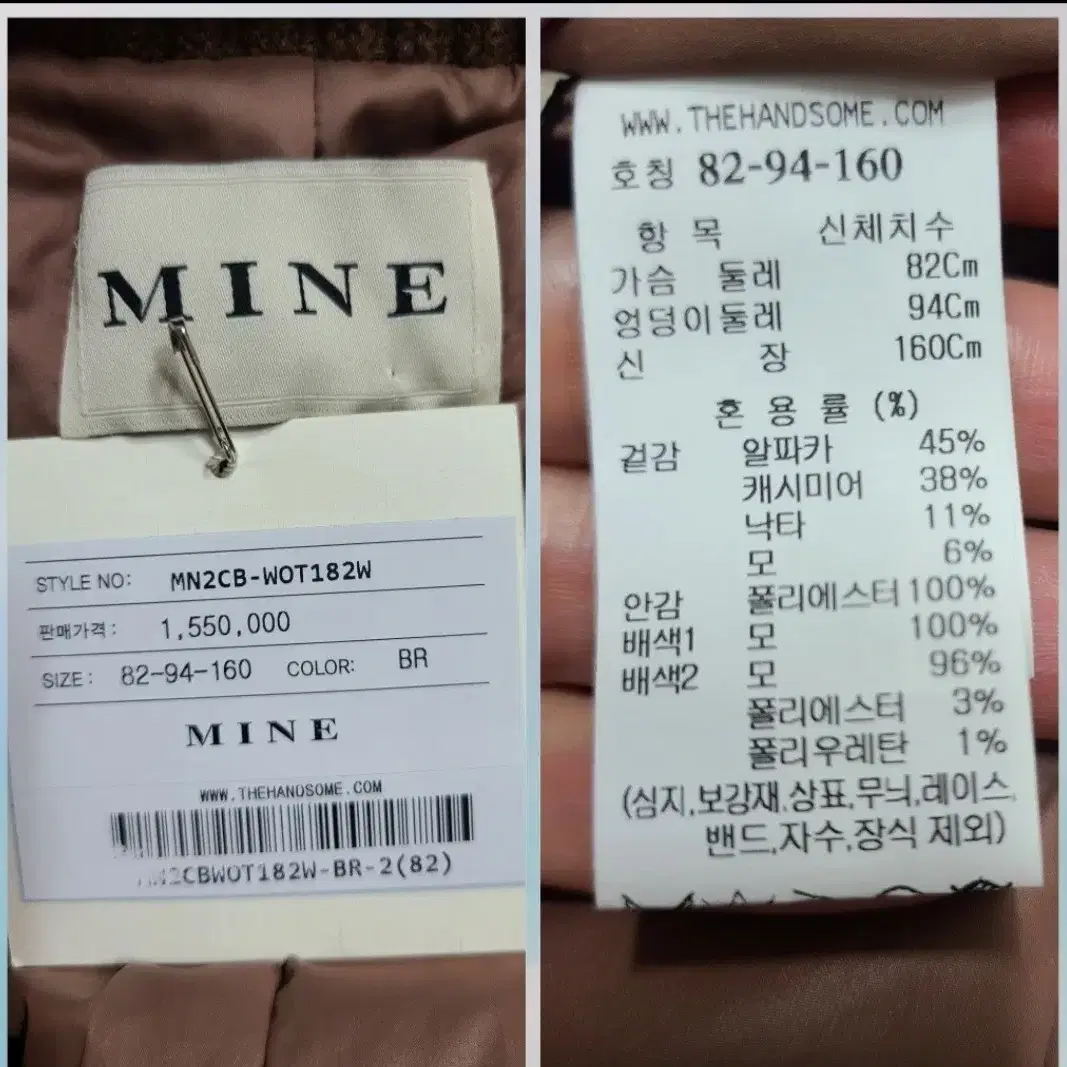 MINE
STYLE NO: MN2CB-WOT182W
판매가격: 1,550,000
SIZE: 82-94-160 COLOR: BR
MINE
WWW.THEHANDSOME.COM
MN2CBWOT182W-BR-2(82)
WWW.THEHANDSOME.COM
호칭 82-94-160
항 목 신체치수
가슴 둘레 82Cm
엉덩이둘레 94Cm
신 장 160Cm
혼 용 률 (%)
겉감 알파카 45%
캐시미어 38%
낙타 11%
모 6%
안감 폴리에스터 100%
배색1 모 100%
배색2 모 96%
폴리에스터 3%
폴리우레탄 1%
(심지,보강재,상표,무늬,레이스,
밴드,자수,장식 제외)